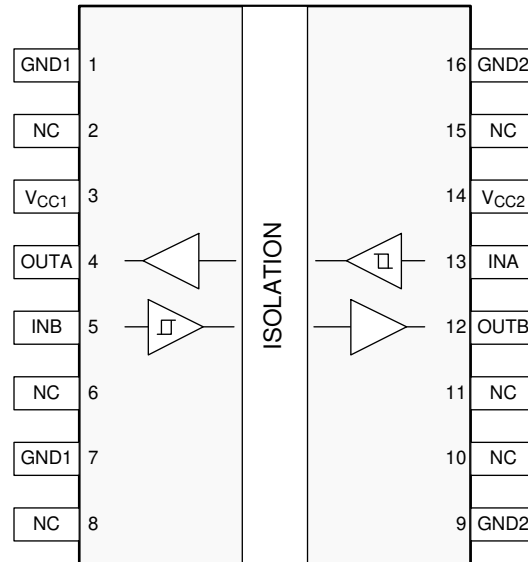 GND1 1 16 GND2
NC 2 15 NC
VCC1 3 14 VCC2
OUTA 4 13 INA
INB 5 12 OUTB
NC 6 11 NC
GND1 7 10 NC
NC 8 9 GND2
ISOLATION